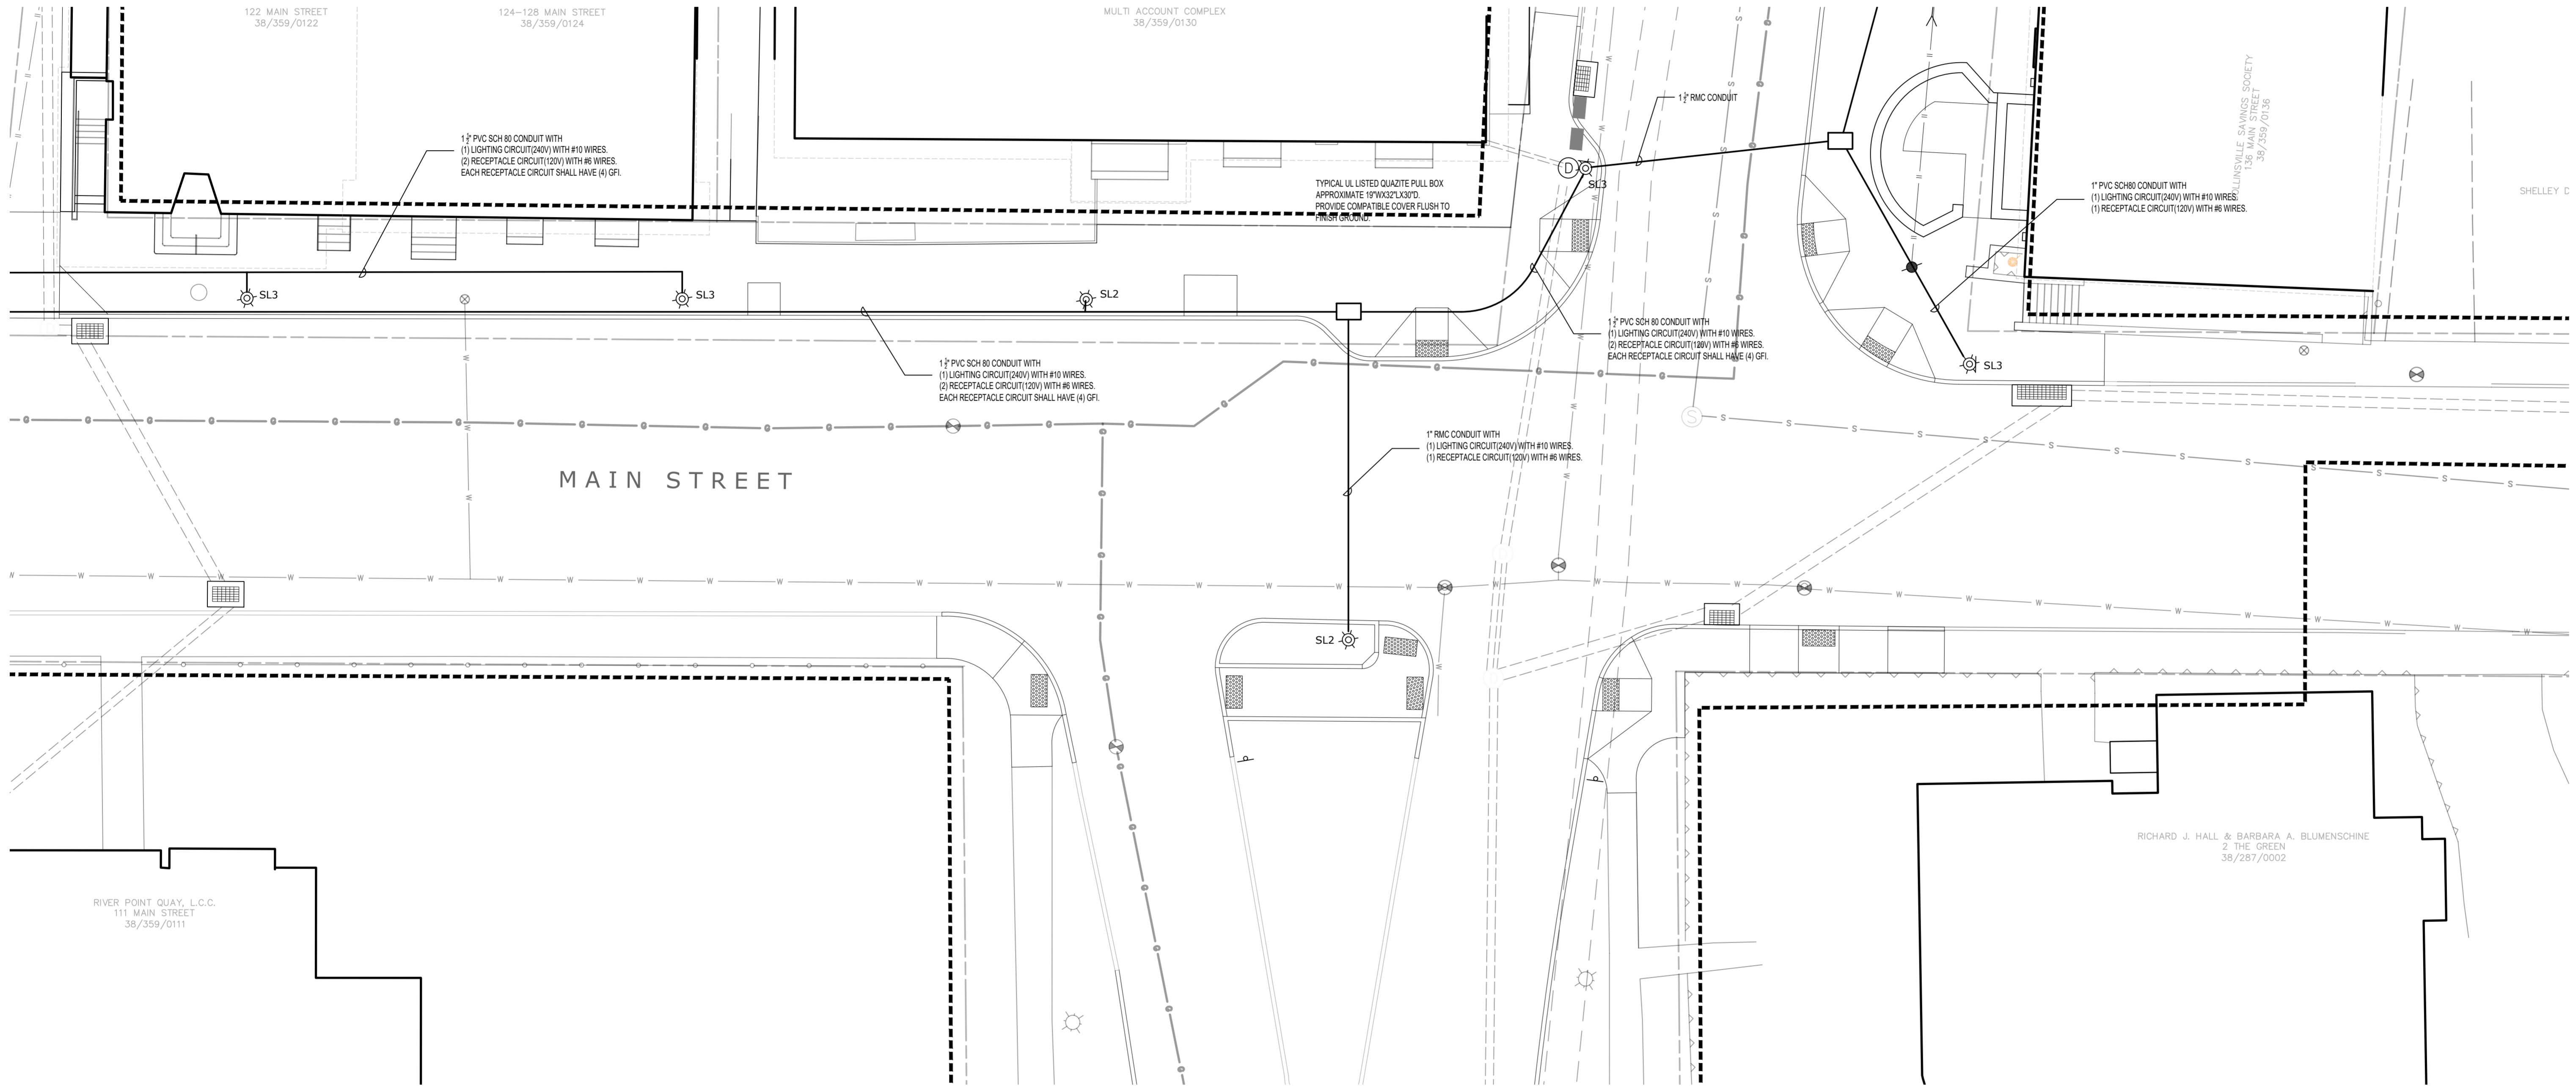 122 MAIN STREET
38/359/0122
124-128 MAIN STREET
38/359/0124
MULTI ACCOUNT COMPLEX
38/359/0130
1½" RMC CONDUIT
1½" PVC SCH 80 CONDUIT WITH
(1) LIGHTING CIRCUIT(240V) WITH #10 WIRES.
(2) RECEPTACLE CIRCUIT(120V) WITH #6 WIRES.
EACH RECEPTACLE CIRCUIT SHALL HAVE (4) GFI.
TYPICAL UL LISTED QUAZITE PULL BOX
APPROXIMATE 19"WX32"LX30"D.
PROVIDE COMPATIBLE COVER FLUSH TO
FINISH GROUND.
D
SL3
COLLINSVILLE SAVINGS SOCIETY
136 MAIN STREET
38/359/0136
1" PVC SCH80 CONDUIT WITH
(1) LIGHTING CIRCUIT(240V) WITH #10 WIRES.
(1) RECEPTACLE CIRCUIT(120V) WITH #6 WIRES.
SHELLEY D
SL3
SL3
SL2
1½" PVC SCH 80 CONDUIT WITH
(1) LIGHTING CIRCUIT(240V) WITH #10 WIRES.
(2) RECEPTACLE CIRCUIT(120V) WITH #6 WIRES.
EACH RECEPTACLE CIRCUIT SHALL HAVE (4) GFI.
1½" PVC SCH 80 CONDUIT WITH
(1) LIGHTING CIRCUIT(240V) WITH #10 WIRES.
(2) RECEPTACLE CIRCUIT(120V) WITH #6 WIRES.
EACH RECEPTACLE CIRCUIT SHALL HAVE (4) GFI.
SL3
S
1" RMC CONDUIT WITH
(1) LIGHTING CIRCUIT(240V) WITH #10 WIRES.
(1) RECEPTACLE CIRCUIT(120V) WITH #6 WIRES.
MAIN STREET
SL2
RICHARD J. HALL & BARBARA A. BLUMENSCHINE
2 THE GREEN
38/287/0002
RIVER POINT QUAY, L.C.C.
111 MAIN STREET
38/359/0111